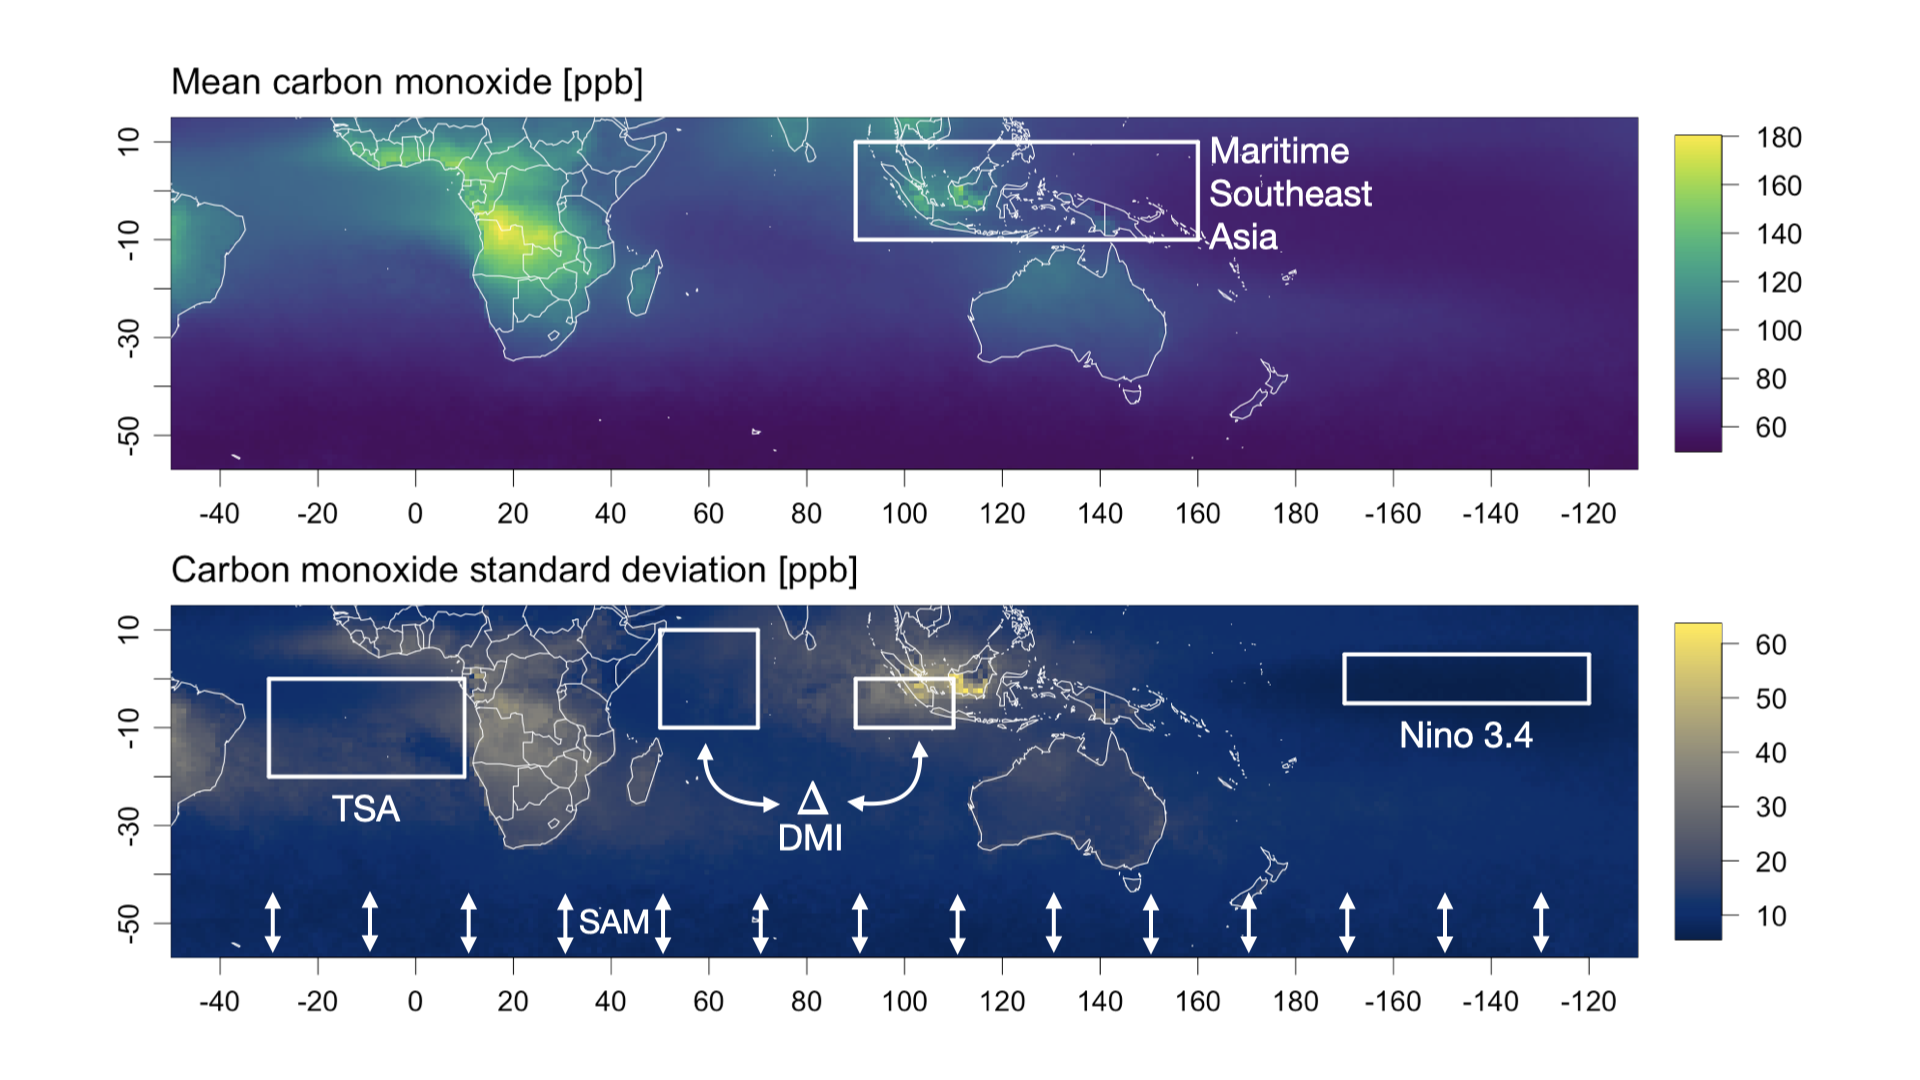 Mean carbon monoxide [ppb]
10
-10
-30
-50
Maritime
Southeast
Asia
180
160
140
120
100
80
60
-40 -20 0 20 40 60 80 100 120 140 160 180 -160 -140 -120
Carbon monoxide standard deviation [ppb]
10
-10
-30
-50
TSA
Δ
DMI
Nino 3.4
SAM
60
50
40
30
20
10
-40 -20 0 20 40 60 80 100 120 140 160 180 -160 -140 -120